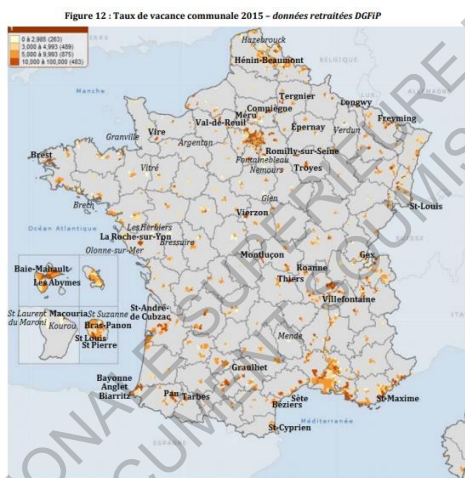 Figure 12 : Taux de vacance communale 2015 – données retraitées DGFiP
0 à 2,985 (263)
3,000 à 4,993 (489)
5,000 à 9,993 (875)
10,000 à 100,000 (483)
Hazebrouck
Hénin-Beaumont
BELGIQUE
Manche
Tergnier
Longwy
Compiègne
Méru
Val-de-Reuil
Épernay
Verdun
Freyming
Granville
Vire
Argentan
Romilly-sur-Seine
Fontainebleau
Troyes
Nemours
Brest
Vitré
Gien
St-Louis
Brech
Vierzon
Océan Atlantique
Les Herbiers
La Roche-sur-Yon
Bressuire
Olonne-sur-Mer
Montluçon
Roanne
Gex
Baie-Mahault
Les Abymes
Thiers
Villefontaine
St Laurent
du Maroni
Macouria
Kourou
St Suzanne
Bras-Panon
St Louis
St Pierre
St-André-
de Cubzac
Mende
Graulhet
Bayonne
Anglet
Biarritz
Pau
Tarbes
Sète
Béziers
St-Maxime
Méditerranée
ESPAGNE
St-Cyprien